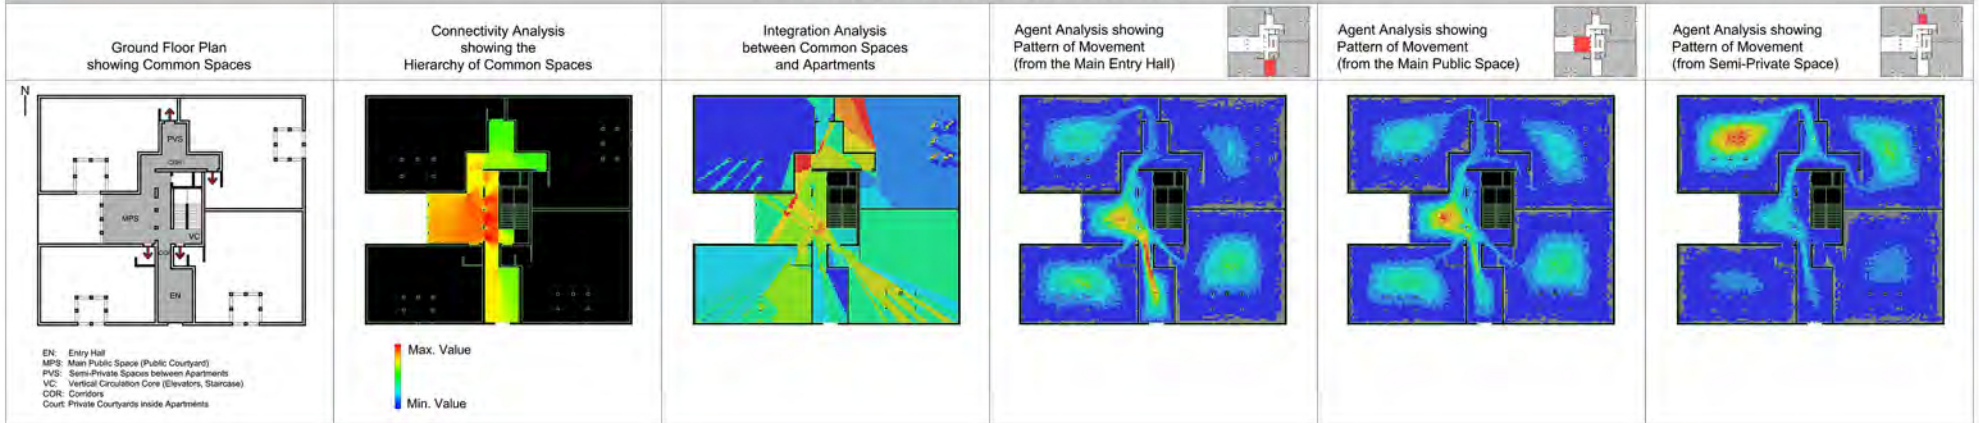 Ground Floor Plan
showing Common Spaces
Connectivity Analysis
showing the
Hierarchy of Common Spaces
Integration Analysis
between Common Spaces
and Apartments
Agent Analysis showing
Pattern of Movement
(from the Main Entry Hall)
Agent Analysis showing
Pattern of Movement
(from the Main Public Space)
Agent Analysis showing
Pattern of Movement
(from Semi-Private Space)
N
PVS
COR
MPS
VC
EN
EN: Entry Hall
MPS: Main Public Space (Public Courtyard)
PVS: Semi-Private Spaces between Apartments
VC: Vertical Circulation Core (Elevators, Staircase)
COR: Corridors
Court: Private Courtyards inside Apartments
Max. Value
Min. Value